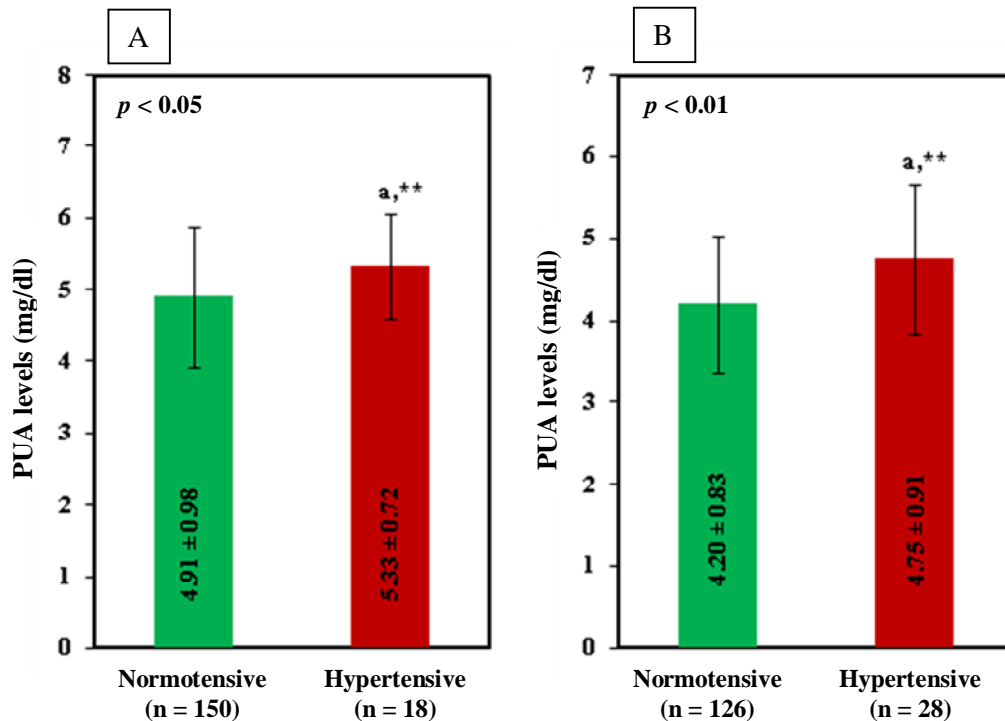 A
8
7
6
5
4
3
2
1
0
PUA levels (mg/dl)
p < 0.05
a,**
4.91 ± 0.98
5.33 ± 0.72
Normotensive
(n = 150)
Hypertensive
(n = 18)
B
7
6
5
4
3
2
1
0
PUA levels (mg/dl)
p < 0.01
a,**
4.20 ± 0.83
4.75 ± 0.91
Normotensive
(n = 126)
Hypertensive
(n = 28)